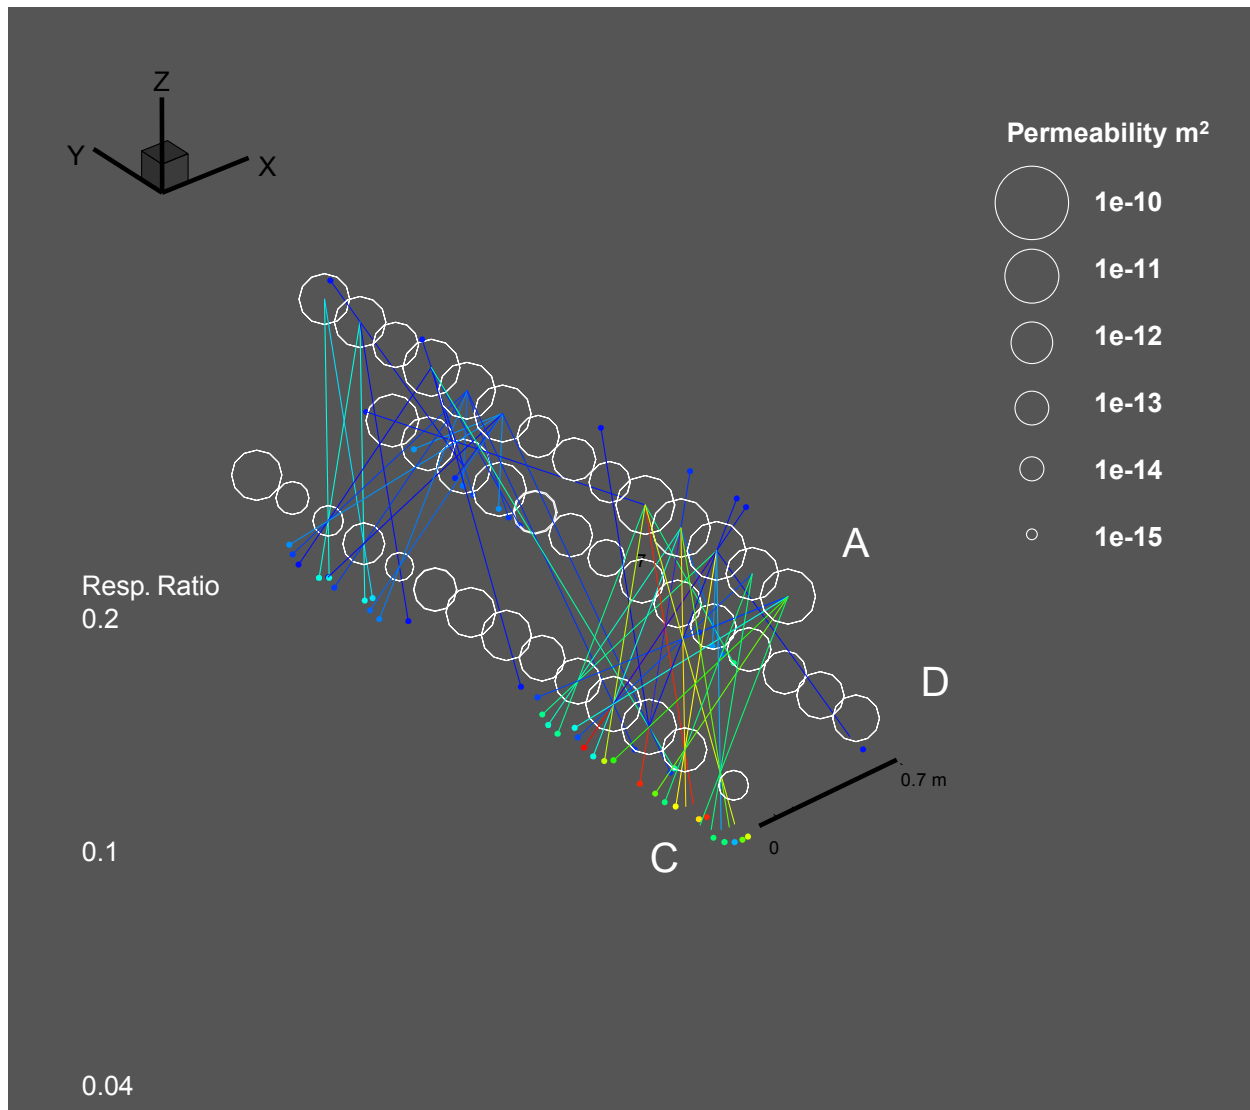 Z
Y
X
Permeability m²
1e-10
1e-11
1e-12
1e-13
1e-14
1e-15
A
Resp. Ratio
0.2
D
0.7 m
0.1
C
0
0.04